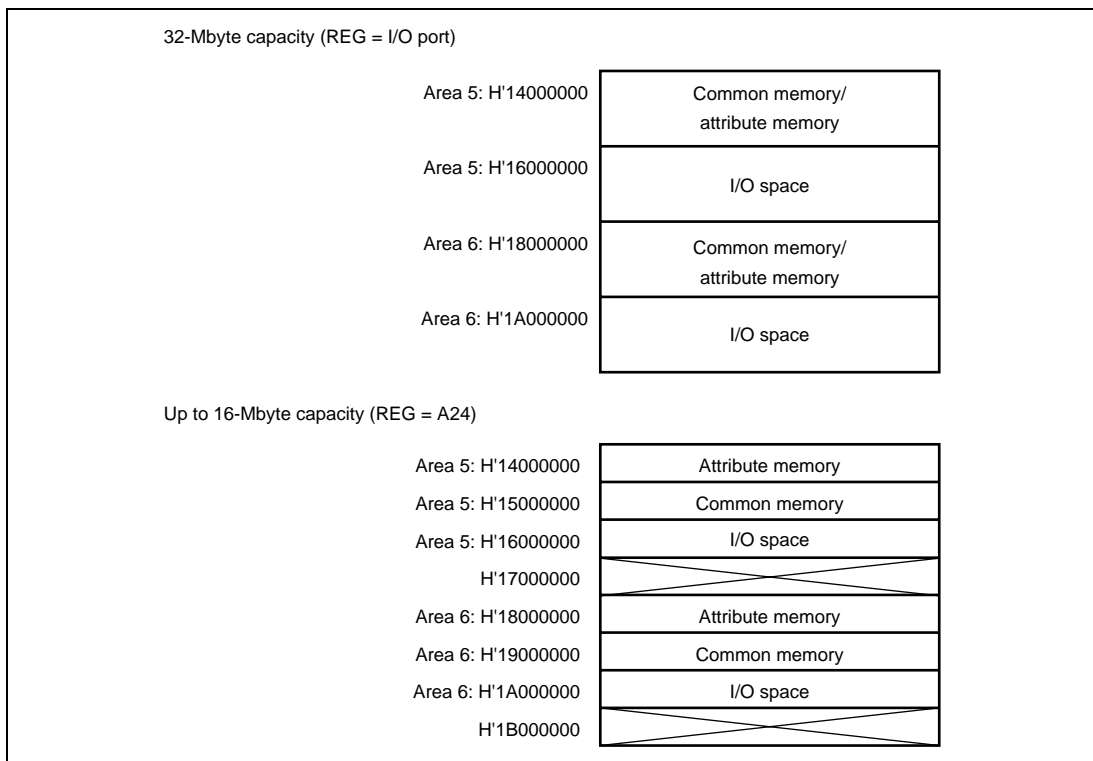 32-Mbyte capacity (REG = I/O port)
Area 5: H'14000000
Common memory/
attribute memory
Area 5: H'16000000
I/O space
Area 6: H'18000000
Common memory/
attribute memory
Area 6: H'1A000000
I/O space
Up to 16-Mbyte capacity (REG = A24)
Area 5: H'14000000 Attribute memory
Area 5: H'15000000 Common memory
Area 5: H'16000000 I/O space
H'17000000
Area 6: H'18000000 Attribute memory
Area 6: H'19000000 Common memory
Area 6: H'1A000000 I/O space
H'1B000000